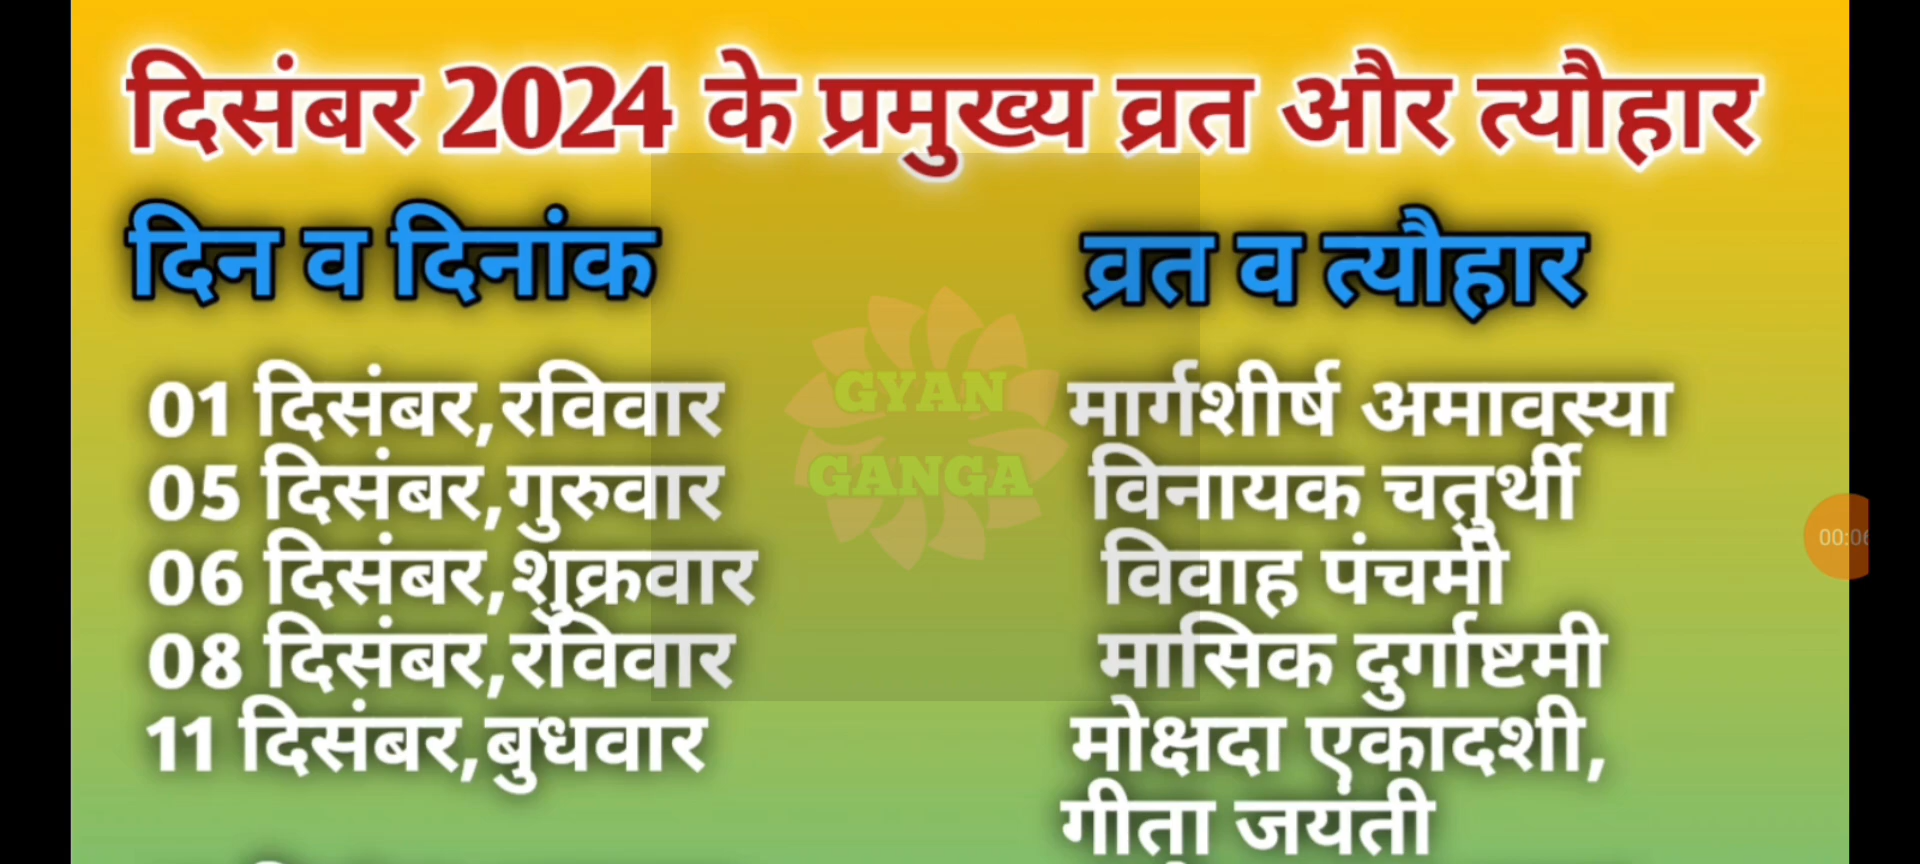 दिसंबर 2024 के प्रमुख्य व्रत और त्यौहार
दिन व दिनांक व्रत व त्यौहार
01 दिसंबर,रविवार मार्गशीर्ष अमावस्या
05 दिसंबर,गुरुवार विनायक चतुर्थी
06 दिसंबर,शुक्रवार विवाह पंचमी
08 दिसंबर,रविवार मासिक दुर्गाष्टमी
11 दिसंबर,बुधवार मोक्षदा एकादशी,
गीता जयंती
GYAN
GANGA